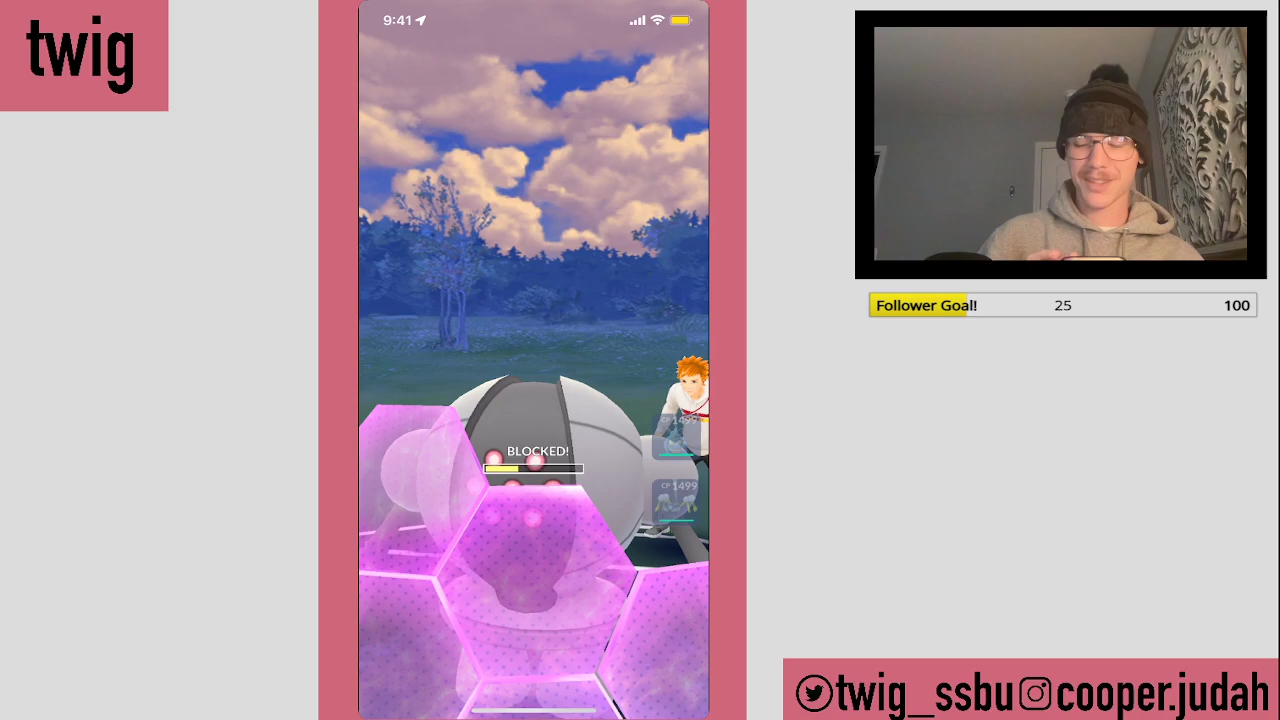 twig
9:41
BLOCKED!
CP 1499
CP 1499
Follower Goal! 25 100
twig_ssbu cooper.judah